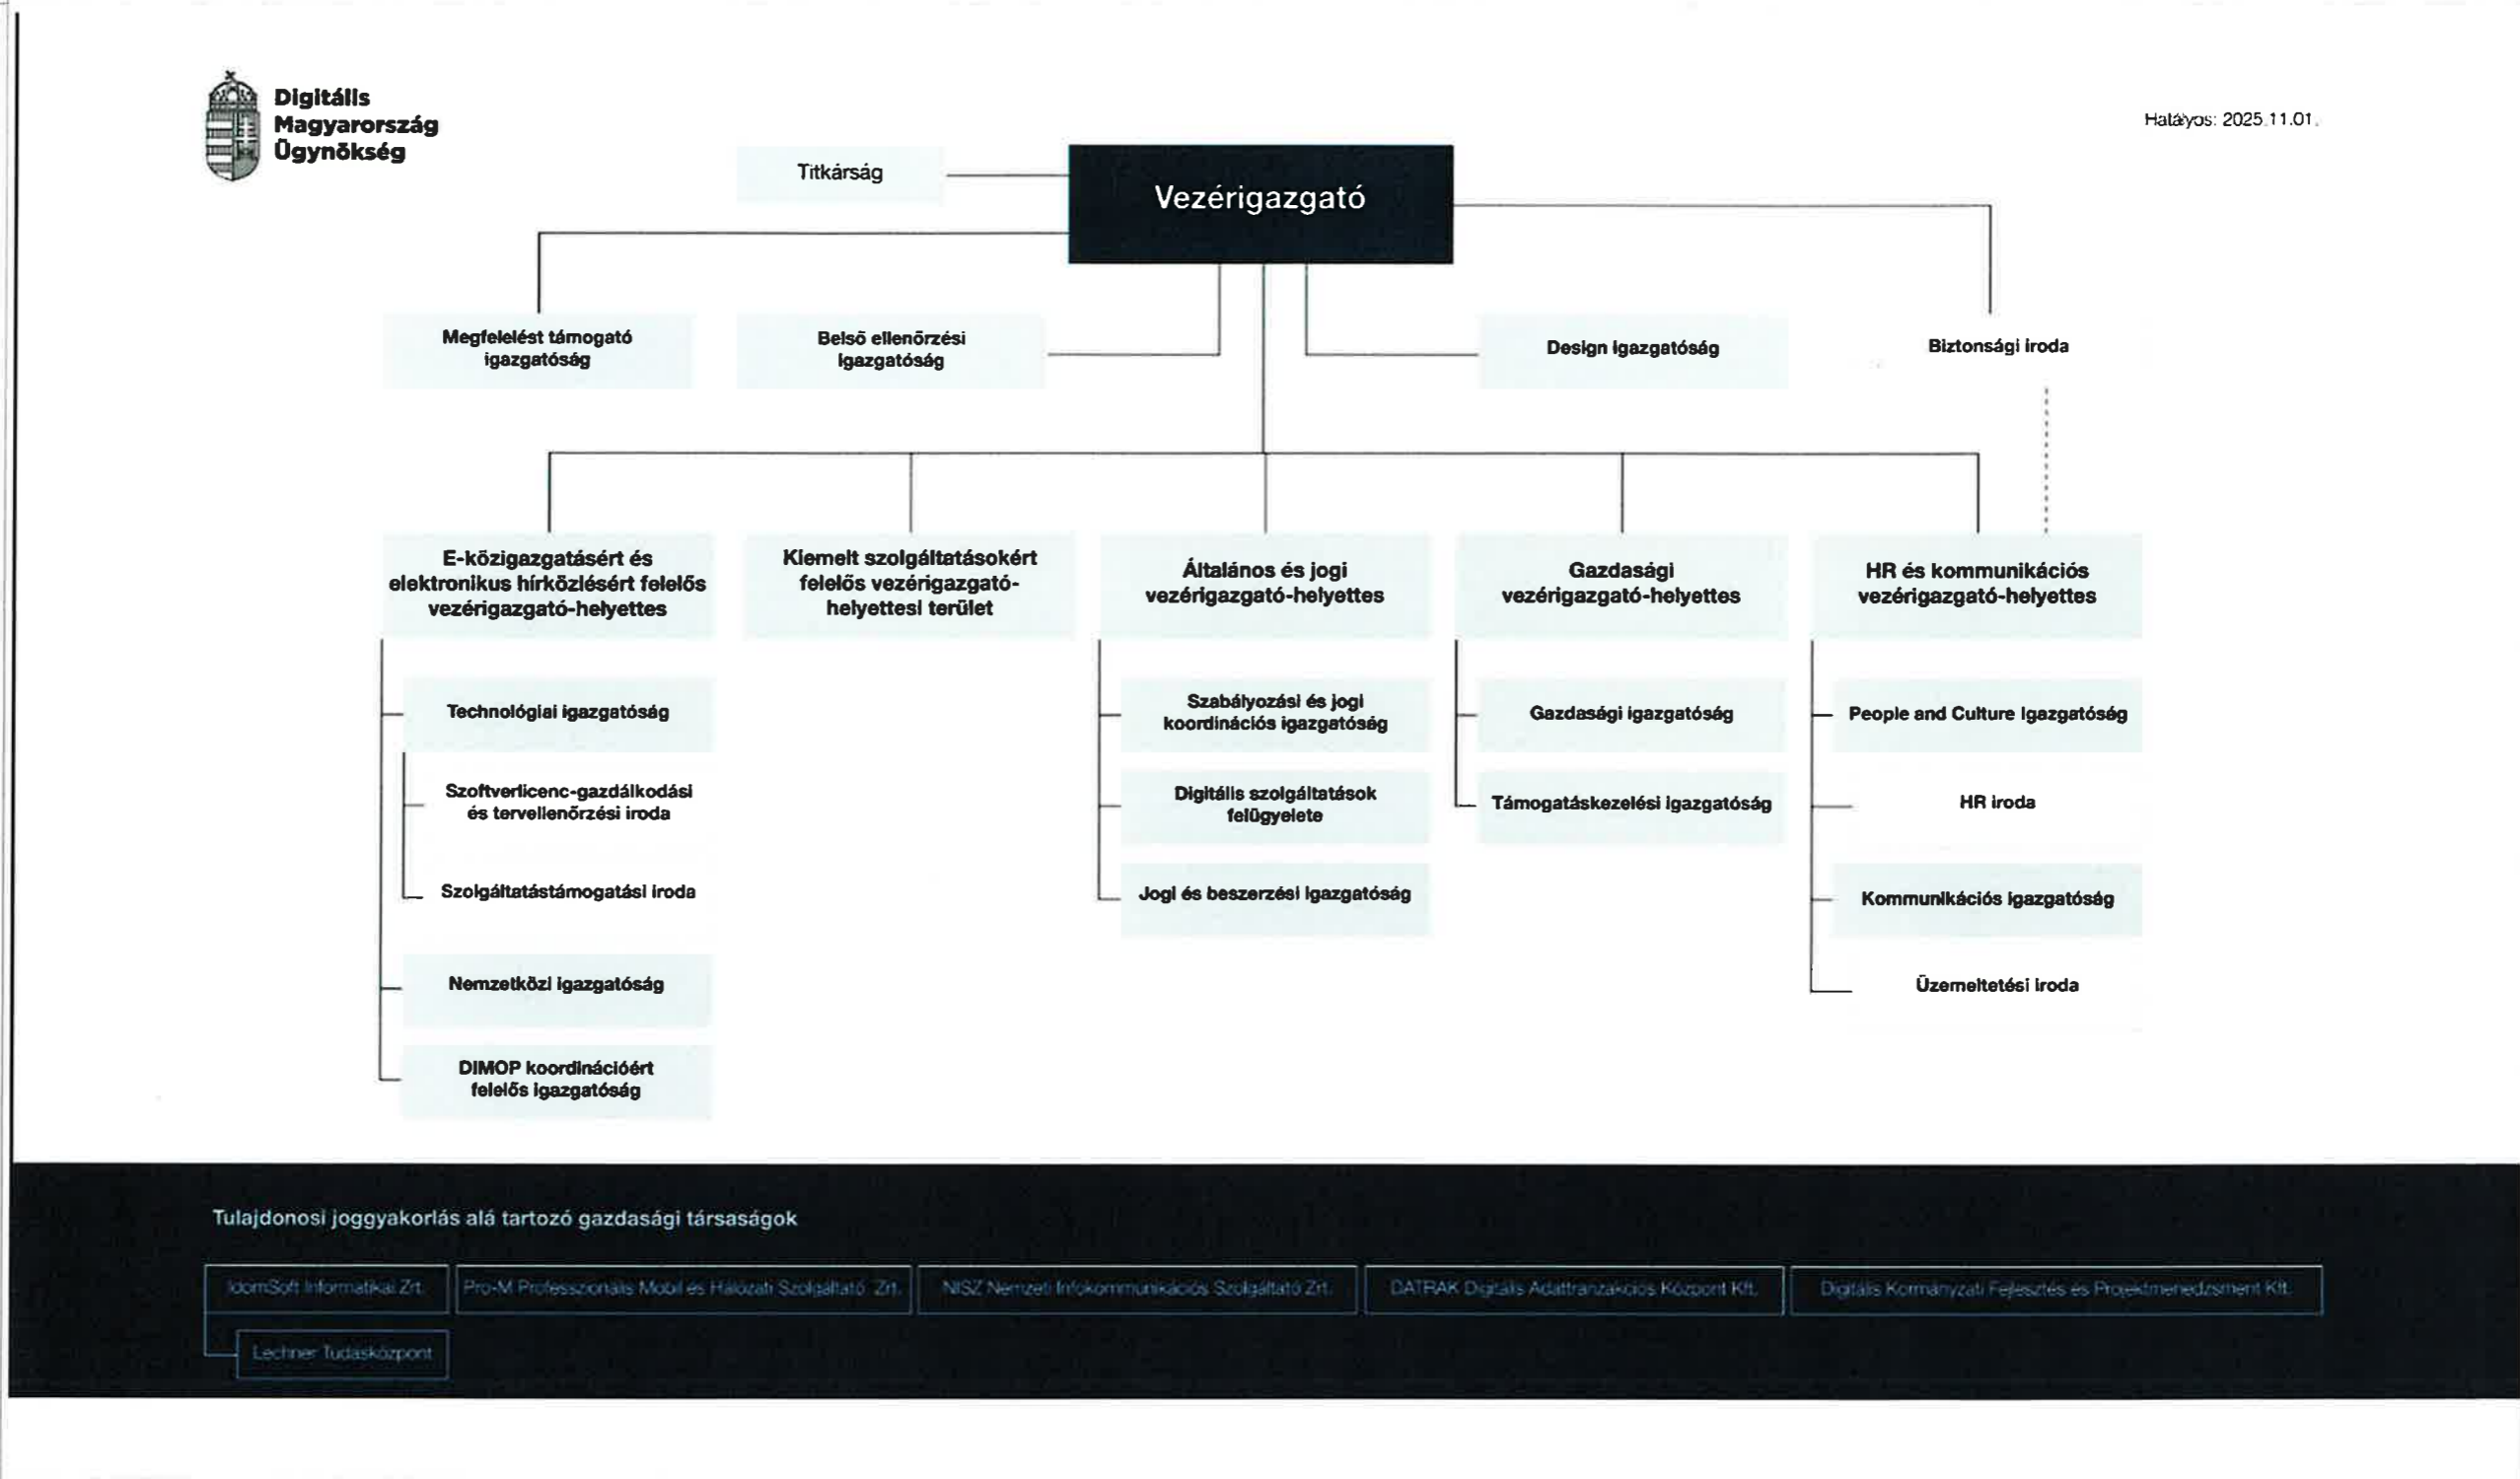 Digitális
Magyarország
Ügynökség
Hatályos: 2025.11.01.
Titkárság
Vezérigazgató
Megfelelést támogató
igazgatóság
Belső ellenőrzési
Igazgatóság
Design igazgatóság
Biztonsági iroda
E-közigazgatásért és
elektronikus hírközlésért felelős
vezérigazgató-helyettes
Kiemelt szolgáltatásokért
felelős vezérigazgató-
helyettesi terület
Általános és jogi
vezérigazgató-helyettes
Gazdasági
vezérigazgató-helyettes
HR és kommunikációs
vezérigazgató-helyettes
Technológiai igazgatóság
Szoftverlicenc-gazdálkodási
és tervellenőrzési iroda
Szolgáltatástámogatási iroda
Nemzetközi igazgatóság
DIMOP koordinációért
felelős igazgatóság
Szabályozási és jogi
koordinációs igazgatóság
Digitális szolgáltatások
felügyelete
Jogi és beszerzési igazgatóság
Gazdasági igazgatóság
Támogatáskezelési igazgatóság
People and Culture Igazgatóság
HR iroda
Kommunikációs igazgatóság
Üzemeltetési iroda
Tulajdonosi joggyakorlás alá tartozó gazdasági társaságok
IdomSoft Informatikai Zrt.
Pro-M Professzionális Mobil és Hálózati Szolgáltató Zrt.
NISZ Nemzeti Infokommunikációs Szolgáltató Zrt.
DATRAK Digitális Adattranzakciós Központ Kft.
Digitális Kormányzati Fejlesztés és Projektmenedzsment Kft.
Lechner Tudásközpont